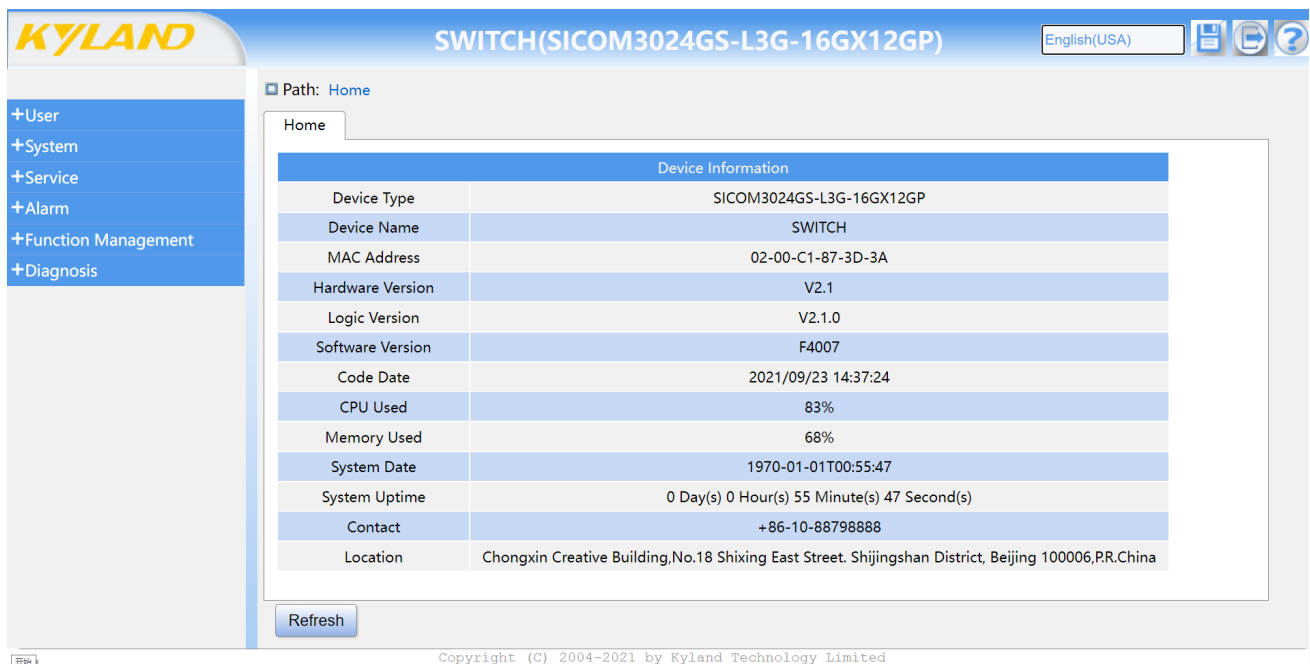 KYLAND
SWITCH(SICOM3024GS-L3G-16GX12GP)
English(USA)
Path: Home
+User
+System
+Service
+Alarm
+Function Management
+Diagnosis
Home
Device Information
Device Type SICOM3024GS-L3G-16GX12GP
Device Name SWITCH
MAC Address 02-00-C1-87-3D-3A
Hardware Version V2.1
Logic Version V2.1.0
Software Version F4007
Code Date 2021/09/23 14:37:24
CPU Used 83%
Memory Used 68%
System Date 1970-01-01T00:55:47
System Uptime 0 Day(s) 0 Hour(s) 55 Minute(s) 47 Second(s)
Contact +86-10-88798888
Location Chongxin Creative Building,No.18 Shixing East Street. Shijingshan District, Beijing 100006,P.R.China
Refresh
Copyright (C) 2004-2021 by Kyland Technology Limited
开始